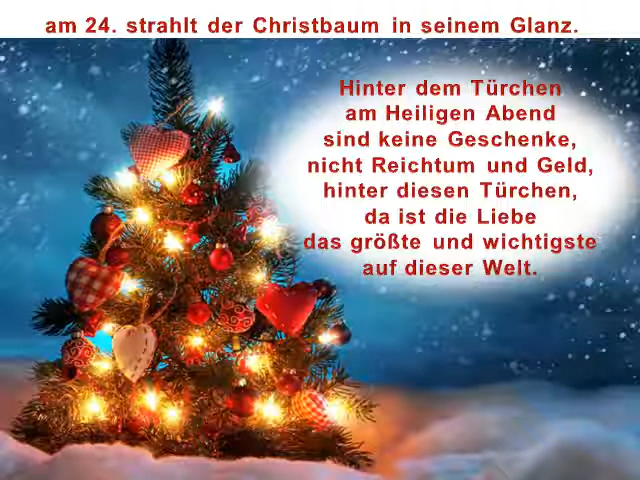 am 24. strahlt der Christbaum in seinem Glanz.
Hinter dem Türchen
am Heiligen Abend
sind keine Geschenke,
nicht Reichtum und Geld,
hinter diesen Türchen,
da ist die Liebe
das größte und wichtigste
auf dieser Welt.